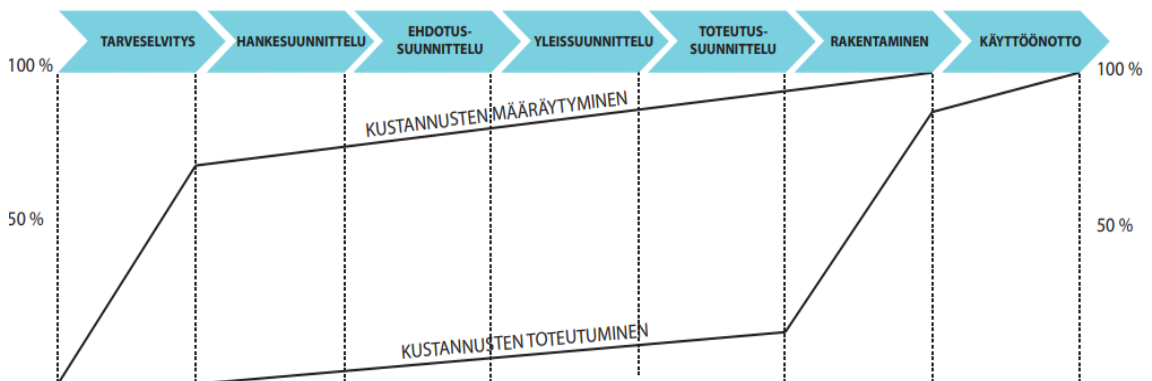 TARVESELVITYS
HANKESUUNNITTELU
EHDOTUS-
SUUNNITTELU
YLEISSUUNNITTELU
TOTEUTUS-
SUUNNITTELU
RAKENTAMINEN
KÄYTTÖÖNOTTO
100 %
100 %
KUSTANNUSTEN MÄÄRÄYTYMINEN
50 %
50 %
KUSTANNUSTEN TOTEUTUMINEN